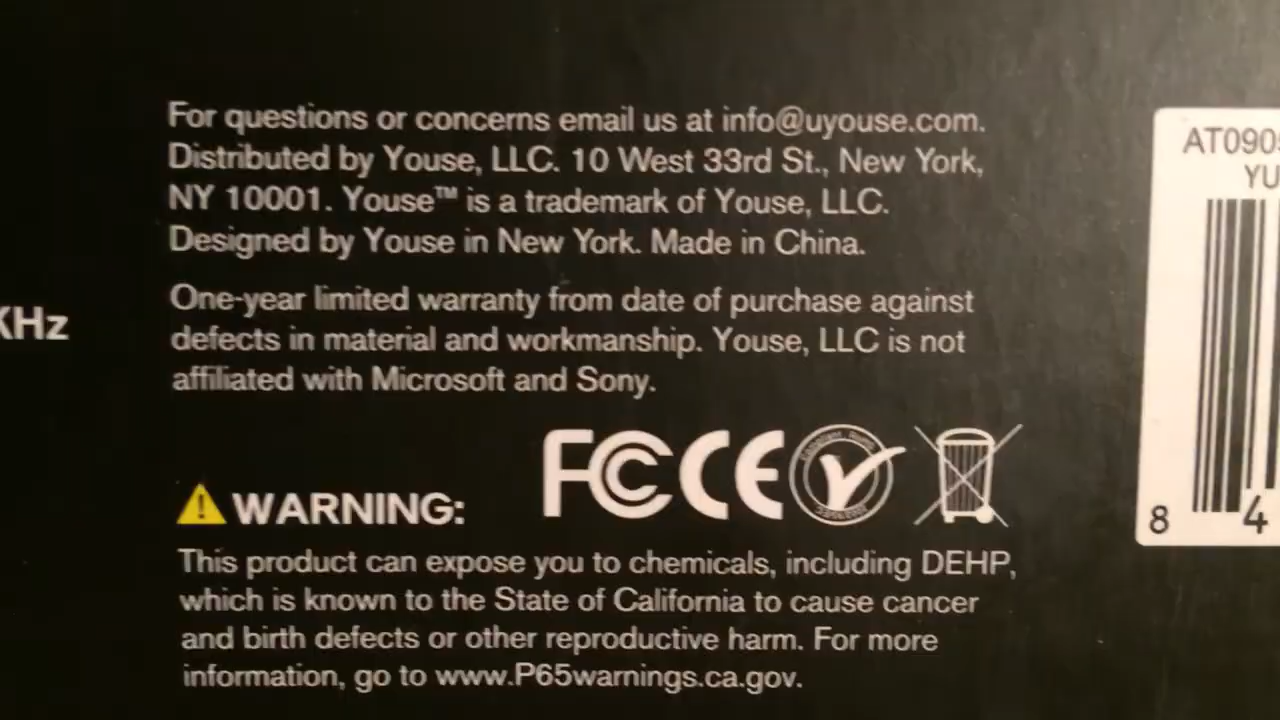 For questions or concerns email us at info@uyouse.com.
Distributed by Youse, LLC. 10 West 33rd St., New York,
NY 10001. Youse™ is a trademark of Youse, LLC.
Designed by Youse in New York. Made in China.
One-year limited warranty from date of purchase against
defects in material and workmanship. Youse, LLC is not
affiliated with Microsoft and Sony.
KHz
FC CE
WARNING:
This product can expose you to chemicals, including DEHP,
which is known to the State of California to cause cancer
and birth defects or other reproductive harm. For more
information, go to www.P65warnings.ca.gov.
AT090
YU
8 4